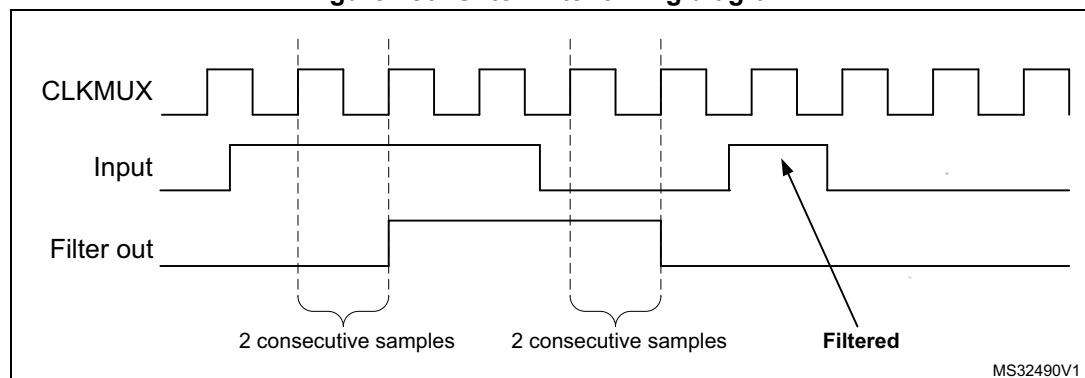 CLKMUX
Input
Filter out
2 consecutive samples 2 consecutive samples Filtered
MS32490V1